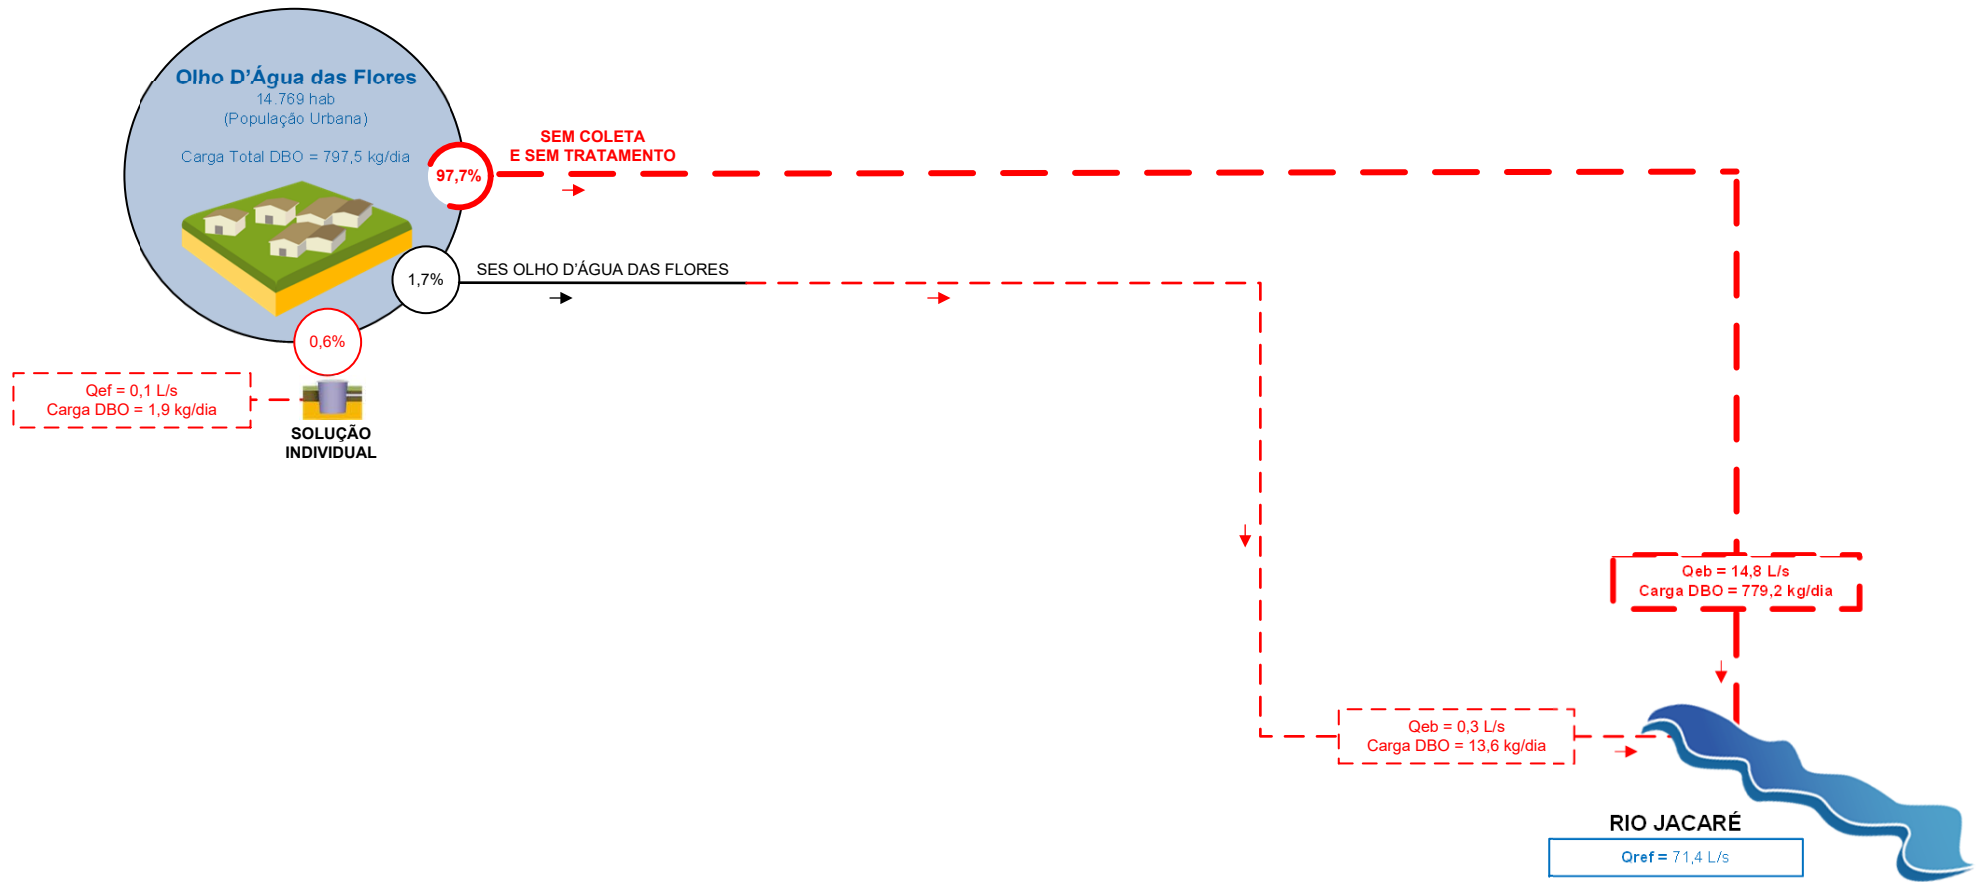 Olho D'Água das Flores
14.769 hab
(População Urbana)
Carga Total DBO = 797,5 kg/dia
SEM COLETA
E SEM TRATAMENTO
97,7%
SES OLHO D'ÁGUA DAS FLORES
1,7%
0,6%
Qef = 0,1 L/s
Carga DBO = 1,9 kg/dia
SOLUÇÃO
INDIVIDUAL
Qeb = 14,8 L/s
Carga DBO = 779,2 kg/dia
Qeb = 0,3 L/s
Carga DBO = 13,6 kg/dia
RIO JACARÉ
Qref = 71,4 L/s